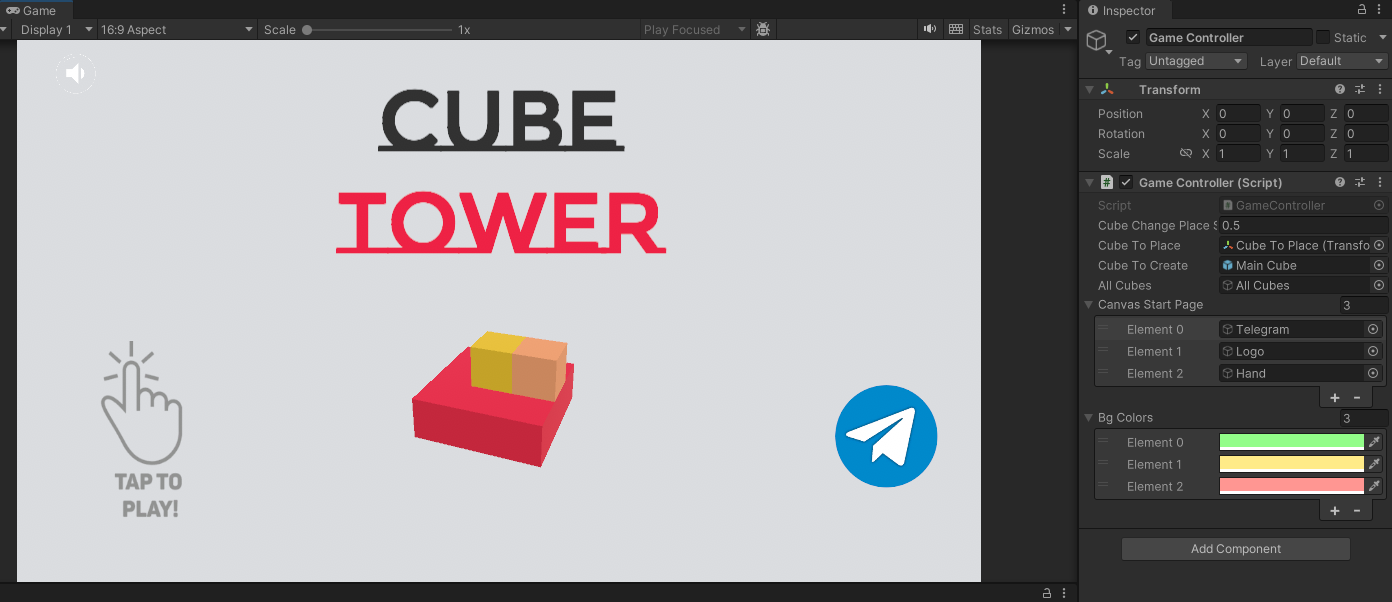 Game
Display 1
16:9 Aspect
Scale
1x
Play Focused
Stats
Gizmos
CUBE
TOWER
TAP TO
PLAY!
Inspector
Game Controller
Static
Tag Untagged
Layer Default
Transform
Position X 0 Y 0 Z 0
Rotation X 0 Y 0 Z 0
Scale X 1 Y 1 Z 1
# Game Controller (Script)
Script GameController
Cube Change Place S 0.5
Cube To Place Cube To Place (Transfo
Cube To Create Main Cube
All Cubes All Cubes
Canvas Start Page 3
Element 0 Telegram
Element 1 Logo
Element 2 Hand
+ -
Bg Colors 3
Element 0
Element 1
Element 2
+ -
Add Component